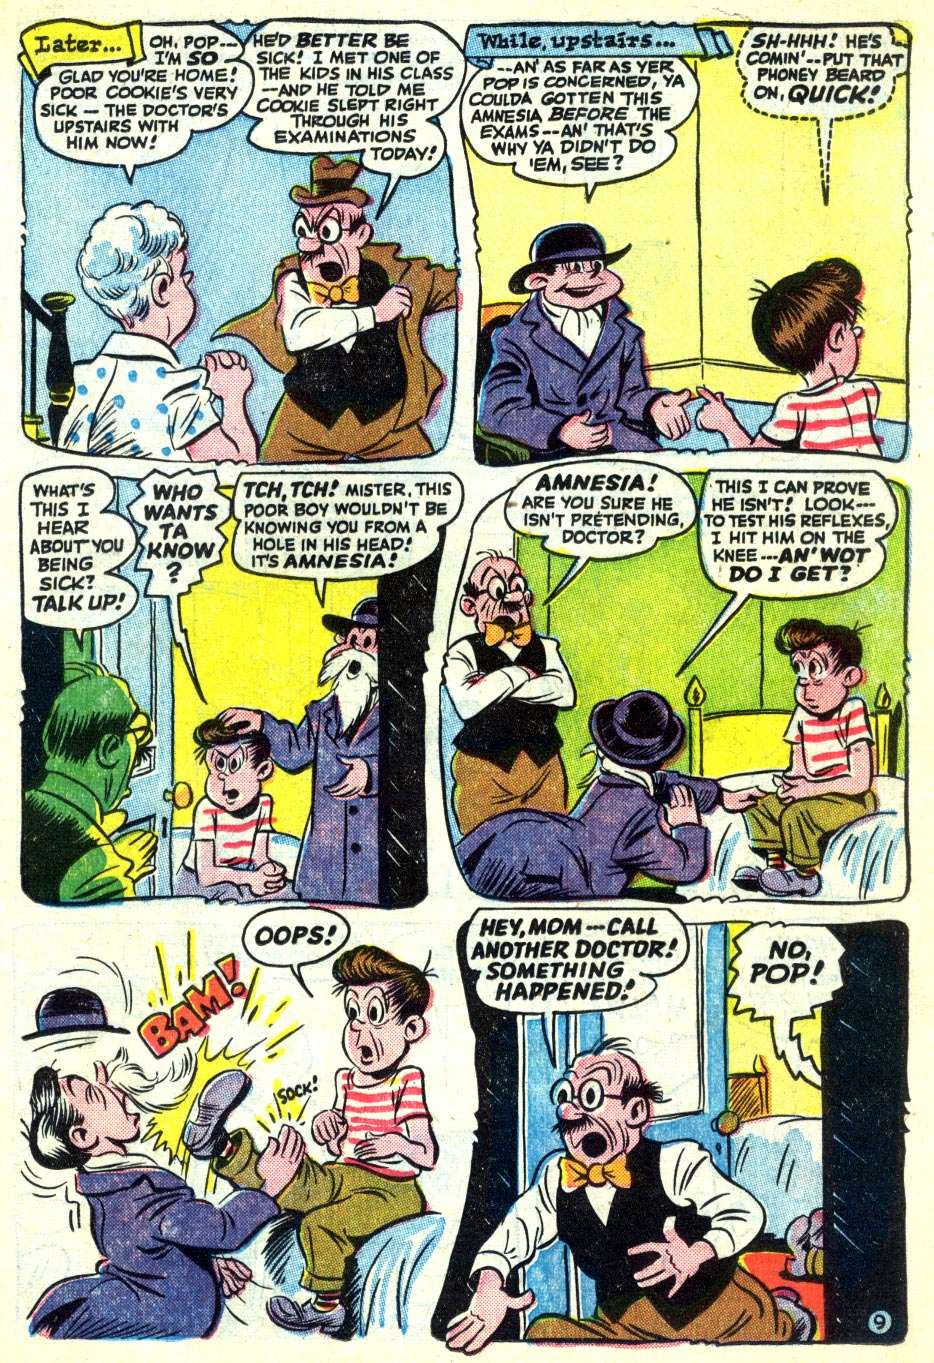 Later...
OH, POP--
I'M SO
GLAD YOU'RE HOME!
POOR COOKIE'S VERY
SICK — THE DOCTOR'S
UPSTAIRS WITH
HIM NOW!
HE'D BETTER BE
SICK! I MET ONE OF
THE KIDS IN HIS CLASS
--AND HE TOLD ME
COOKIE SLEPT RIGHT
THROUGH HIS
EXAMINATIONS
TODAY!
While, upstairs...
---AN' AS FAR AS YER
POP IS CONCERNED, YA
COULDA GOTTEN THIS
AMNESIA BEFORE THE
EXAMS---AN' THAT'S
WHY YA DIDN'T DO
'EM, SEE?
SH-HHH! HE'S
COMIN'--PUT THAT
PHONEY BEARD
ON, QUICK!
WHAT'S
THIS I
HEAR
ABOUT YOU
BEING
SICK?
TALK UP!
WHO
WANTS
TA
KNOW
?
TCH, TCH! MISTER, THIS
POOR BOY WOULDN'T BE
KNOWING YOU FROM A
HOLE IN HIS HEAD!
IT'S AMNESIA!
AMNESIA!
ARE YOU SURE HE
ISN'T PRETENDING,
DOCTOR?
THIS I CAN PROVE
HE ISN'T! LOOK---
TO TEST HIS REFLEXES,
I HIT HIM ON THE
KNEE---AN' WOT
DO I GET?
OOPS!
BAM!
SOCK!
HEY, MOM---CALL
ANOTHER DOCTOR!
SOMETHING
HAPPENED!
NO,
POP!
9